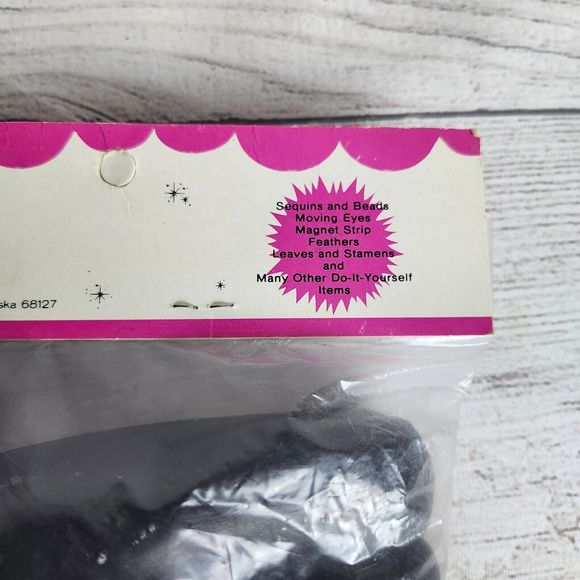 Sequins and Beads
Moving Eyes
Magnet Strip
Feathers
Leaves and Stamens
and
Many Other Do-It-Yourself
Items
ska 68127